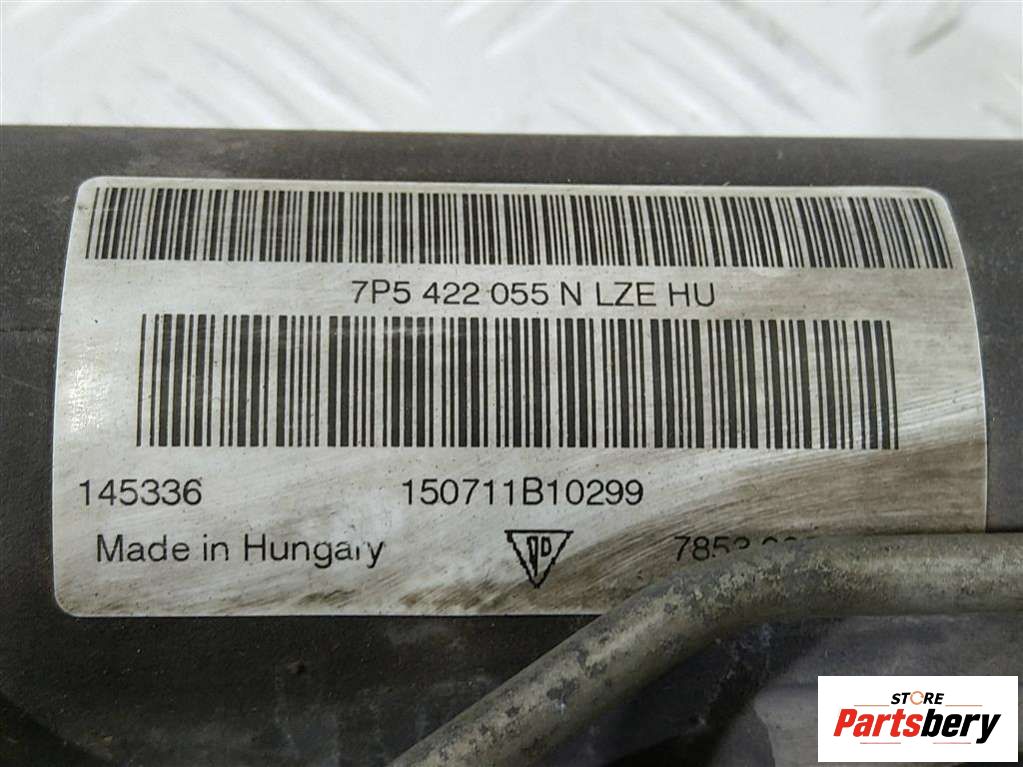 7P5 422 055 N LZE HU
145336 150711B10299
Made in Hungary
STORE
Partsbery